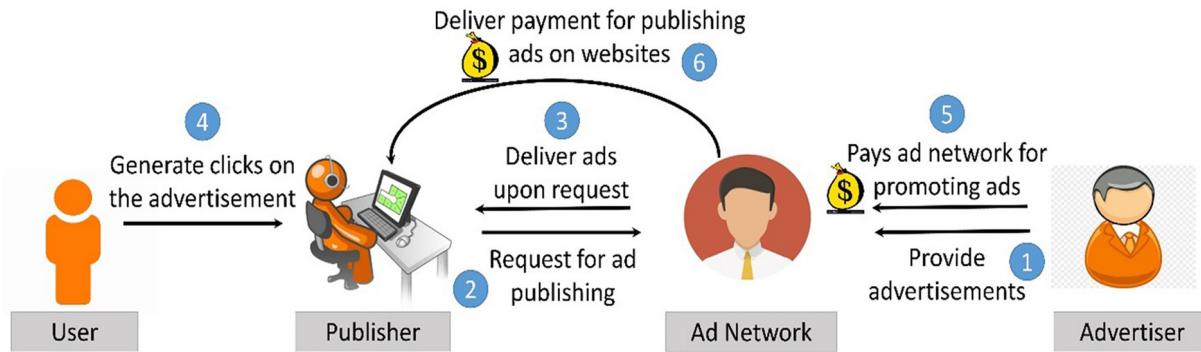 Deliver payment for publishing
$ ads on websites 6
4
Generate clicks on
the advertisement
3
Deliver ads
upon request
2
Request for ad
publishing
5
Pays ad network for
$ promoting ads
1
Provide
advertisements
User
Publisher
Ad Network
Advertiser